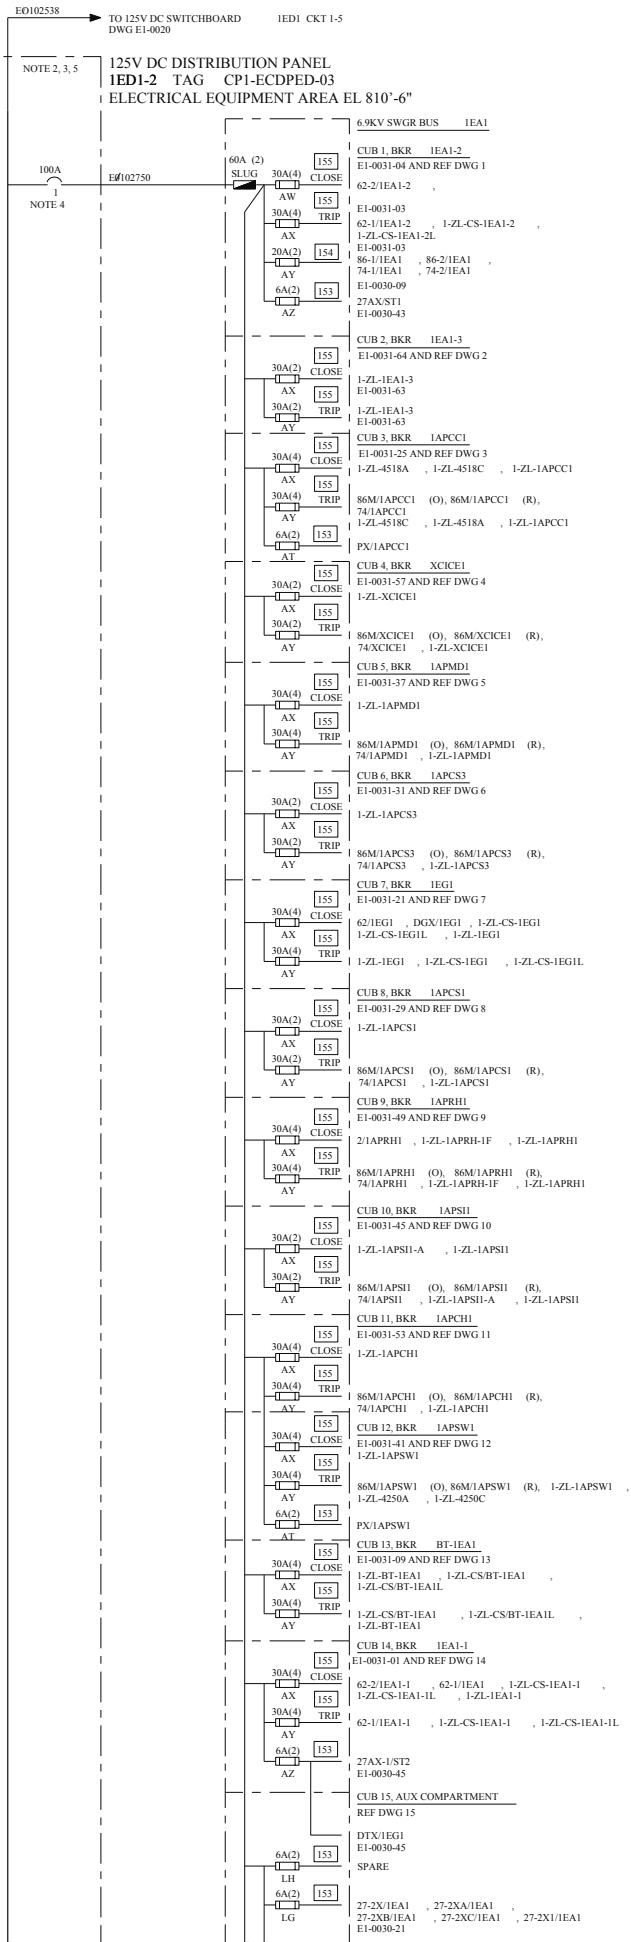 EO102538
TO 125V DC SWITCHBOARD 1ED1 CKT 1-5
DWG E1-0020
NOTE 2, 3, 5
125V DC DISTRIBUTION PANEL
1ED1-2 TAG CP1-ECDPED-03
ELECTRICAL EQUIPMENT AREA EL 810'-6"
6.9KV SWGR BUS 1EA1
100A
1
NOTE 4
EO102750
60A (2)
SLUG
CUB 1, BKR 1EA1-2
155 E1-0031-04 AND REF DWG 1
30A(4) CLOSE
AW
62-2/1EA1-2 ,
155 E1-0031-03
30A(4) TRIP
AX
62-1/1EA1-2 , 1-ZL-CS-1EA1-2 ,
1-ZL-CS-1EA1-2L
E1-0031-03
20A(2) 154
AY
86-1/1EA1 , 86-2/1EA1 ,
74-1/1EA1 , 74-2/1EA1
E1-0030-09
6A(2) 153
AZ
27AX/ST1
E1-0030-43
CUB 2, BKR 1EA1-3
155 E1-0031-64 AND REF DWG 2
30A(2) CLOSE
AX
1-ZL-1EA1-3
E1-0031-63
155
30A(2) TRIP
AY
1-ZL-1EA1-3
E1-0031-63
CUB 3, BKR 1APCC1
155 E1-0031-25 AND REF DWG 3
30A(4) CLOSE
AX
1-ZL-4518A , 1-ZL-4518C , 1-ZL-1APCC1
155
30A(4) TRIP
AY
86M/1APCC1 (O), 86M/1APCC1 (R),
74/1APCC1
1-ZL-4518C , 1-ZL-4518A , 1-ZL-1APCC1
6A(2) 153
AT
PX/1APCC1
CUB 4, BKR XCICE1
155 E1-0031-57 AND REF DWG 4
30A(2) CLOSE
AX
1-ZL-XCICE1
155
30A(2) TRIP
AY
86M/XCICE1 (O), 86M/XCICE1 (R),
74/XCICE1 , 1-ZL-XCICE1
CUB 5, BKR 1APMD1
155 E1-0031-37 AND REF DWG 5
30A(4) CLOSE
AX
1-ZL-1APMD1
155
30A(4) TRIP
AY
86M/1APMD1 (O), 86M/1APMD1 (R),
74/1APMD1 , 1-ZL-1APMD1
CUB 6, BKR 1APCS3
155 E1-0031-31 AND REF DWG 6
30A(2) CLOSE
AX
1-ZL-1APCS3
155
30A(2) TRIP
AY
86M/1APCS3 (O), 86M/1APCS3 (R),
74/1APCS3 , 1-ZL-1APCS3
CUB 7, BKR 1EG1
155 E1-0031-21 AND REF DWG 7
30A(4) CLOSE
AX
62/1EG1 , DGX/1EG1 , 1-ZL-CS-1EG1
1-ZL-CS-1EG1L , 1-ZL-1EG1
155
30A(4) TRIP
AY
1-ZL-1EG1 , 1-ZL-CS-1EG1 , 1-ZL-CS-1EG1L
CUB 8, BKR 1APCS1
155 E1-0031-29 AND REF DWG 8
30A(2) CLOSE
AX
1-ZL-1APCS1
155
30A(2) TRIP
AY
86M/1APCS1 (O), 86M/1APCS1 (R),
74/1APCS1 , 1-ZL-1APCS1
CUB 9, BKR 1APRH1
155 E1-0031-49 AND REF DWG 9
30A(4) CLOSE
AX
2/1APRH1 , 1-ZL-1APRH-1F , 1-ZL-1APRH1
155
30A(4) TRIP
AY
86M/1APRH1 (O), 86M/1APRH1 (R),
74/1APRH1 , 1-ZL-1APRH-1F , 1-ZL-1APRH1
CUB 10, BKR 1APSI1
155 E1-0031-45 AND REF DWG 10
30A(2) CLOSE
AX
1-ZL-1APSI1-A , 1-ZL-1APSI1
155
30A(2) TRIP
AY
86M/1APSI1 (O), 86M/1APSI1 (R),
74/1APSI1 , 1-ZL-1APSI1-A , 1-ZL-1APSI1
CUB 11, BKR 1APCH1
155 E1-0031-53 AND REF DWG 11
30A(4) CLOSE
AX
1-ZL-1APCH1
155
30A(4) TRIP
AY
86M/1APCH1 (O), 86M/1APCH1 (R),
74/1APCH1 , 1-ZL-1APCH1
CUB 12, BKR 1APSW1
155 E1-0031-41 AND REF DWG 12
30A(4) CLOSE
AX
1-ZL-1APSW1
155
30A(4) TRIP
AY
86M/1APSW1 (O), 86M/1APSW1 (R), 1-ZL-1APSW1 ,
1-ZL-4250A , 1-ZL-4250C
6A(2) 153
AT
PX/1APSW1
CUB 13, BKR BT-1EA1
155 E1-0031-09 AND REF DWG 13
30A(4) CLOSE
AX
1-ZL-BT-1EA1 , 1-ZL-CS/BT-1EA1 ,
1-ZL-CS/BT-1EA1L
155
30A(4) TRIP
AY
1-ZL-CS/BT-1EA1 , 1-ZL-CS/BT-1EA1L ,
1-ZL-BT-1EA1
CUB 14, BKR 1EA1-1
155 E1-0031-01 AND REF DWG 14
30A(4) CLOSE
AX
62-2/1EA1-1 , 62-1/1EA1 , 1-ZL-CS-1EA1-1 ,
1-ZL-CS-1EA1-1L , 1-ZL-1EA1-1
155
30A(4) TRIP
AY
62-1/1EA1-1 , 1-ZL-CS-1EA1-1 , 1-ZL-CS-1EA1-1L
6A(2) 153
AZ
27AX-1/ST2
E1-0030-45
CUB 15, AUX COMPARTMENT
REF DWG 15
DTX/1EG1
E1-0030-45
6A(2) 153
LH
SPARE
6A(2) 153
LG
27-2X/1EA1 , 27-2XA/1EA1 ,
27-2XB/1EA1 , 27-2XC/1EA1 , 27-2X1/1EA1
E1-0030-21